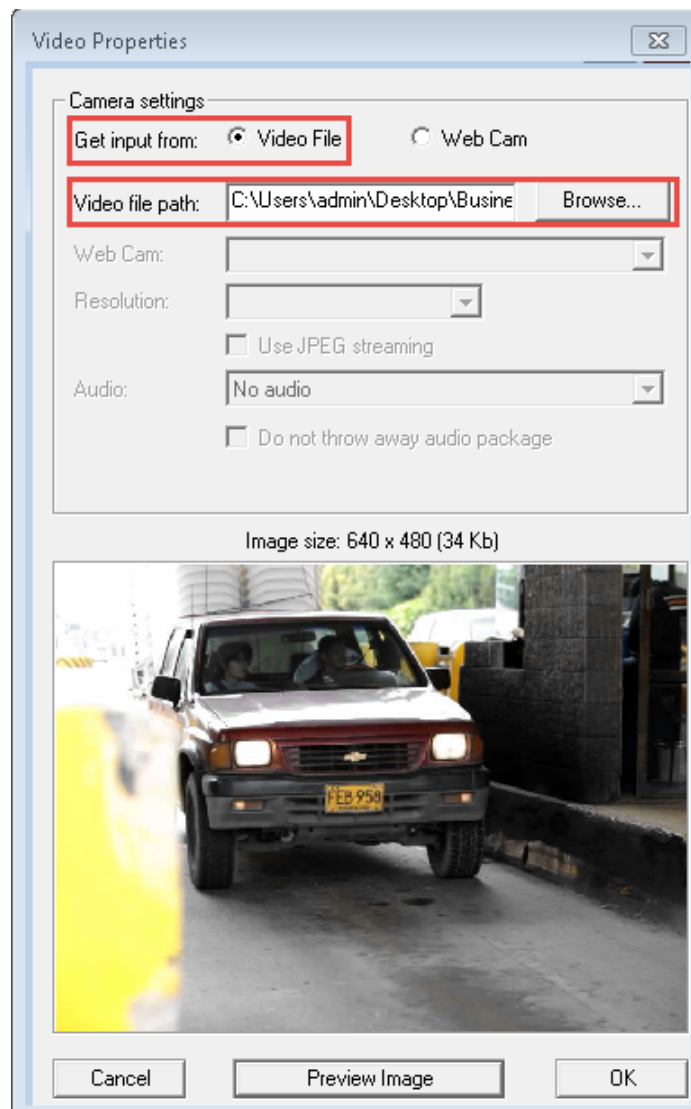 Video Properties
Camera settings
Get input from: Video File Web Cam
Video file path: C:\Users\admin\Desktop\Busine Browse...
Web Cam:
Resolution:
Use JPEG streaming
Audio: No audio
Do not throw away audio package
Image size: 640 x 480 (34 Kb)
FEB 958
Cancel Preview Image OK